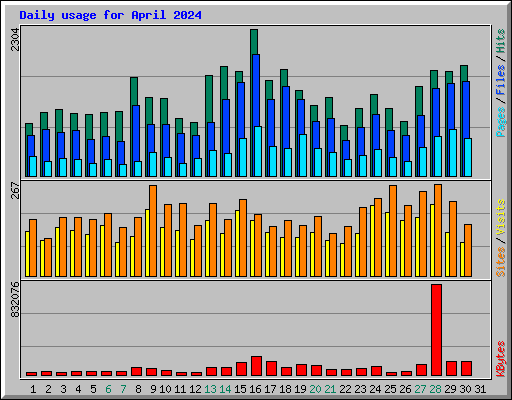 Daily usage for April 2024
2304
Pages / Files / Hits
267
Sites / Visits
832076
KBytes
1 2 3 4 5 6 7 8 9 10 11 12 13 14 15 16 17 18 19 20 21 22 23 24 25 26 27 28 29 30 31